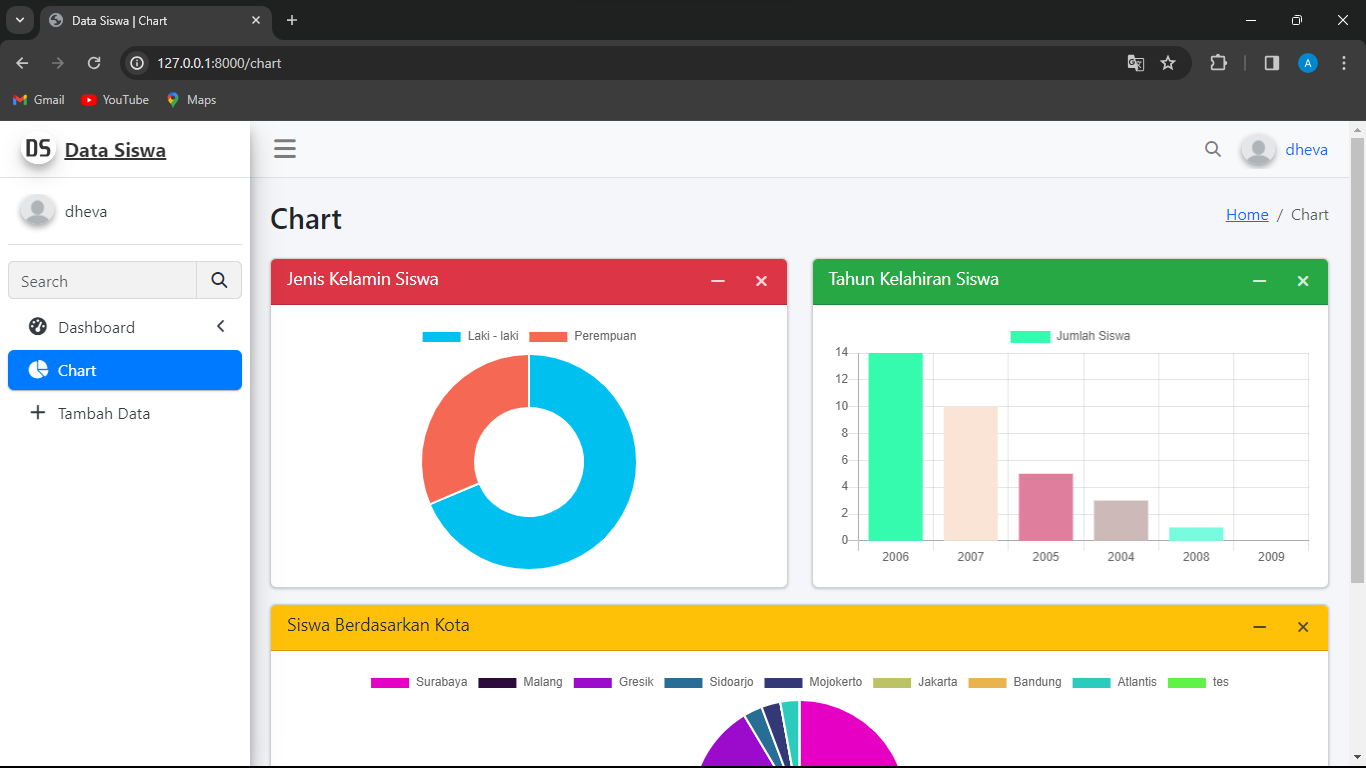 Data Siswa | Chart
127.0.0.1:8000/chart
A
Gmail YouTube Maps
DS Data Siswa
dheva
dheva
Search
Dashboard
Chart
Tambah Data
Chart
Home / Chart
Jenis Kelamin Siswa
Laki - laki Perempuan
Tahun Kelahiran Siswa
Jumlah Siswa
14
12
10
8
6
4
2
0
2006 2007 2005 2004 2008 2009
Siswa Berdasarkan Kota
Surabaya Malang Gresik Sidoarjo Mojokerto Jakarta Bandung Atlantis tes